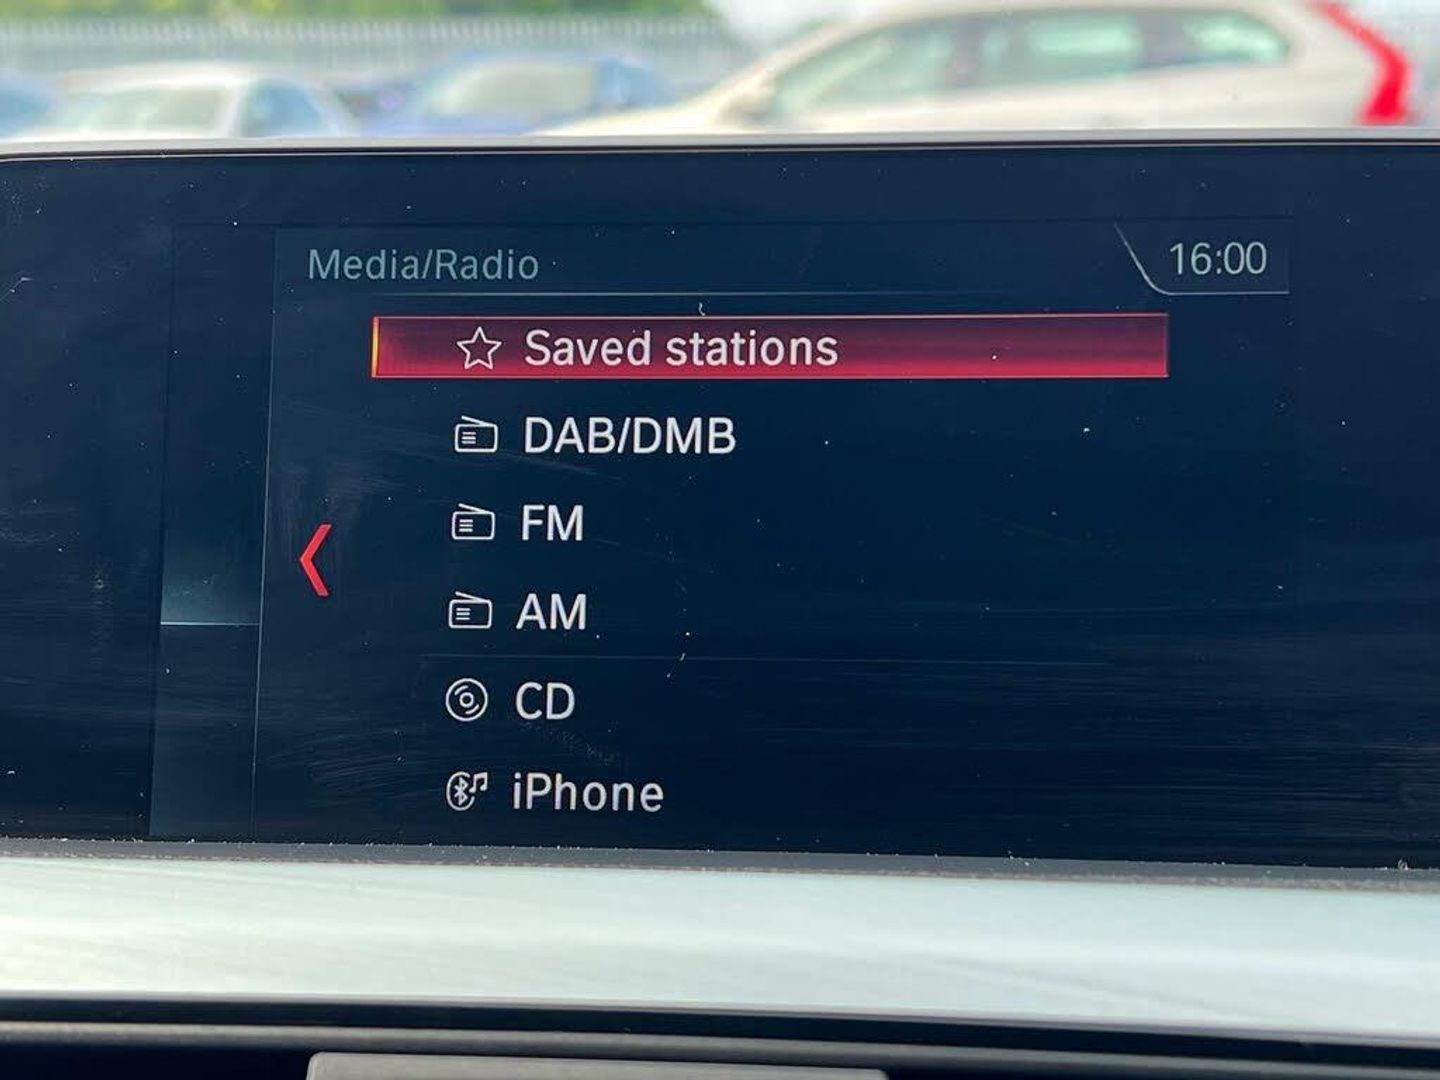 Media/Radio
16:00
Saved stations
DAB/DMB
FM
AM
CD
iPhone